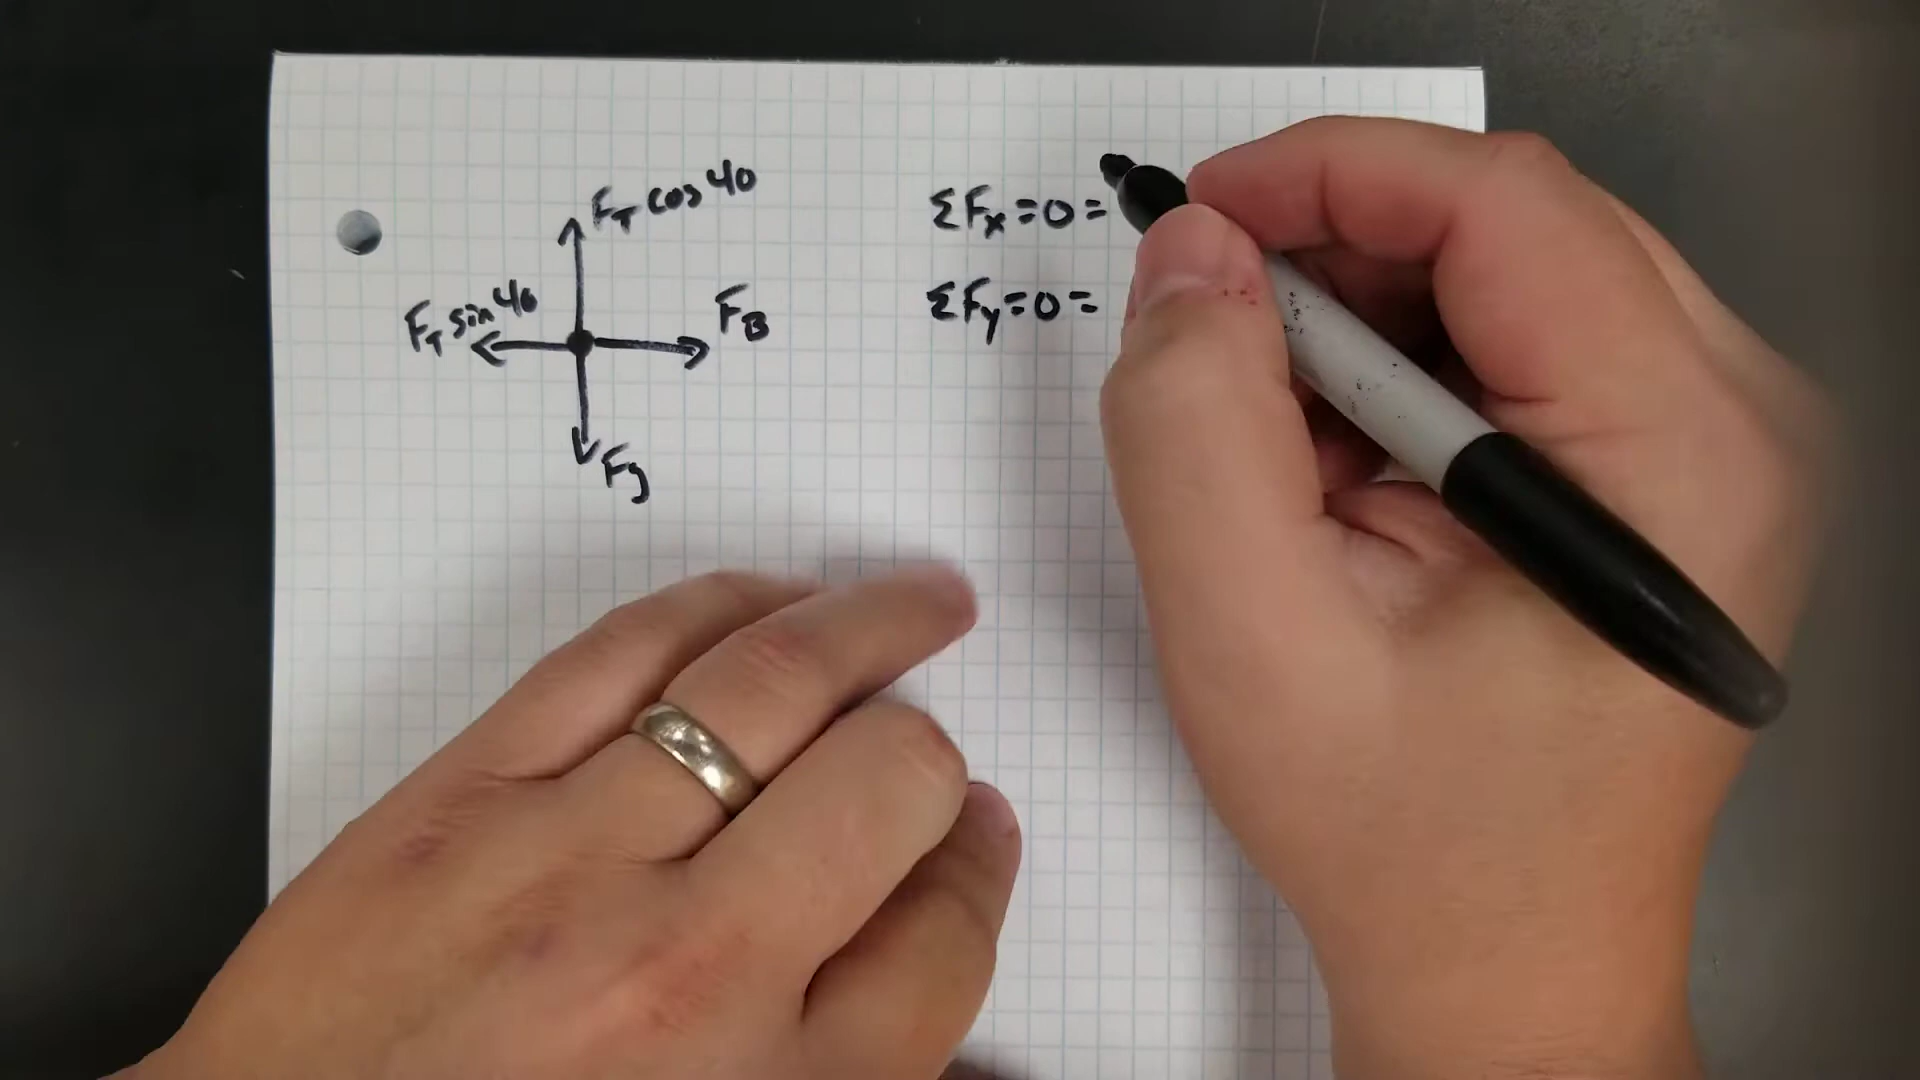 F_T cos 40
F_T sin 40
F_B
F_g
ΣF_x = 0 =
ΣF_y = 0 =